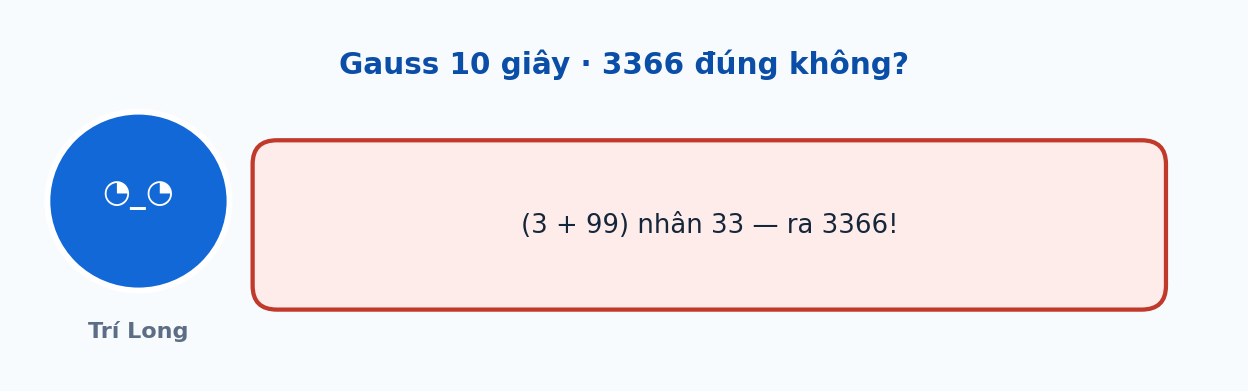 Gauss 10 giây · 3366 đúng không?
◔_◔
(3 + 99) nhân 33 — ra 3366!
Trí Long